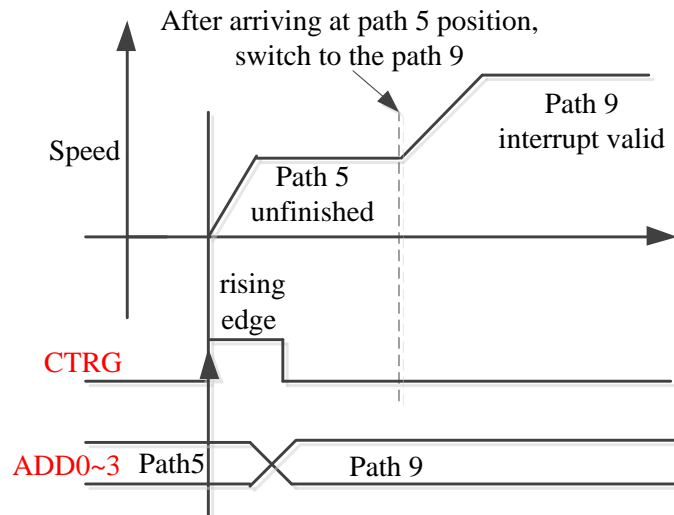 After arriving at path 5 position,
switch to the path 9
Path 9
interrupt valid
Speed
Path 5
unfinished
rising
edge
CTRG
ADD0~3
Path5
Path 9